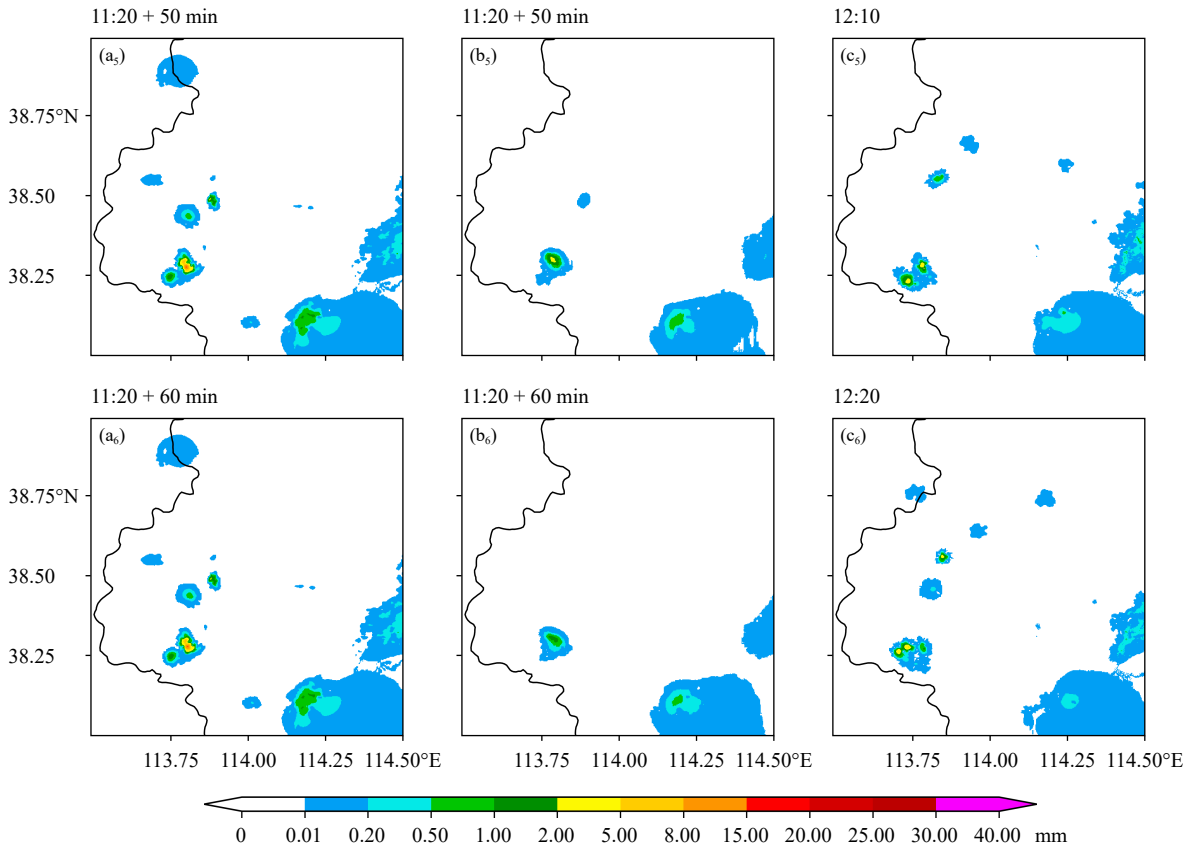 11:20 + 50 min 11:20 + 50 min 12:10
(a₅) (b₅) (c₅)
38.75°N
38.50
38.25
11:20 + 60 min 11:20 + 60 min 12:20
(a₆) (b₆) (c₆)
38.75°N
38.50
38.25
113.75 114.00 114.25 114.50°E 113.75 114.00 114.25 114.50°E 113.75 114.00 114.25 114.50°E
0 0.01 0.20 0.50 1.00 2.00 5.00 8.00 15.00 20.00 25.00 30.00 40.00 mm